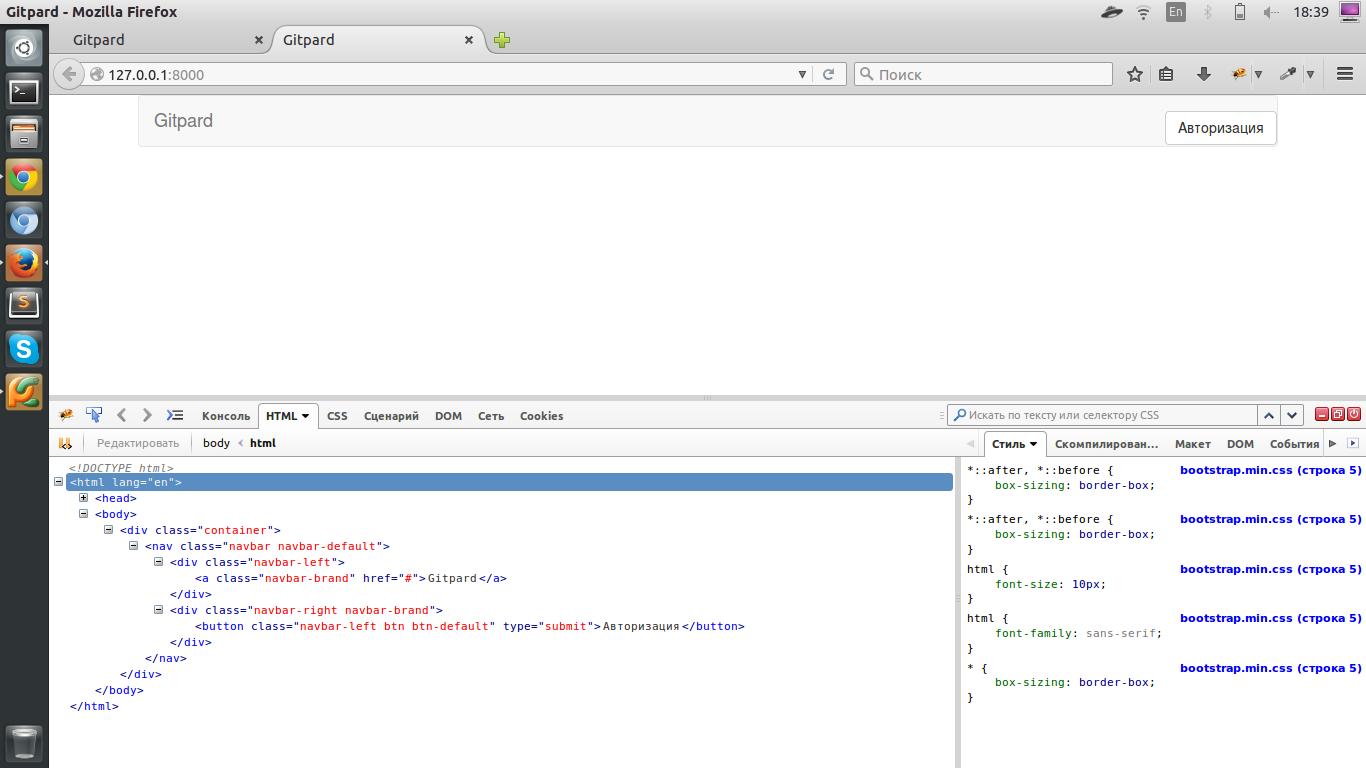 Gitpard - Mozilla Firefox
En
18:39
Gitpard
Gitpard
127.0.0.1:8000
Поиск
Gitpard
Авторизация
Консоль HTML CSS Сценарий DOM Сеть Cookies
Искать по тексту или селектору CSS
Редактировать body < html
Стиль Скомпилирован... Макет DOM События
<!DOCTYPE html>
<html lang="en">
<head>
<body>
<div class="container">
<nav class="navbar navbar-default">
<div class="navbar-left">
<a class="navbar-brand" href="#">Gitpard</a>
</div>
<div class="navbar-right navbar-brand">
<button class="navbar-left btn btn-default" type="submit">Авторизация</button>
</div>
</nav>
</div>
</body>
</html>
*::after, *::before { bootstrap.min.css (строка 5)
box-sizing: border-box;
}
*::after, *::before { bootstrap.min.css (строка 5)
box-sizing: border-box;
}
html { bootstrap.min.css (строка 5)
font-size: 10px;
}
html { bootstrap.min.css (строка 5)
font-family: sans-serif;
}
* { bootstrap.min.css (строка 5)
box-sizing: border-box;
}